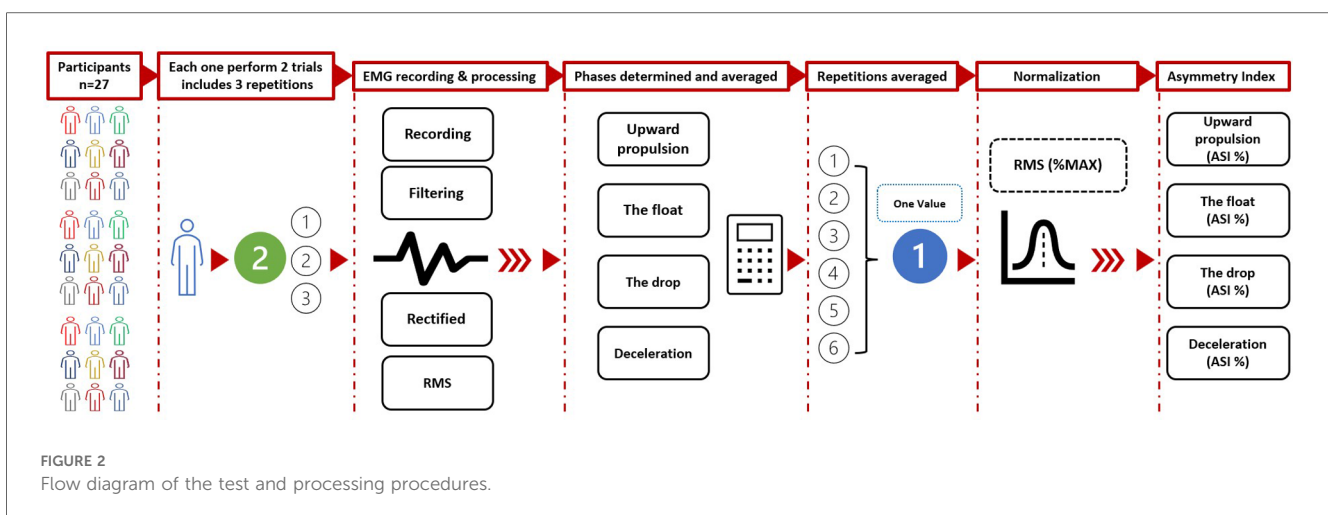 Participants
n=27
Each one perform 2 trials
includes 3 repetitions
EMG recording & processing
Phases determined and averaged
Repetitions averaged
Normalization
Asymmetry Index
2
1
2
3
Recording
Filtering
Rectified
RMS
Upward
propulsion
The float
The drop
Deceleration
1
2
3
4
5
6
One Value
1
RMS (%MAX)
Upward
propulsion
(ASI %)
The float
(ASI %)
The drop
(ASI %)
Deceleration
(ASI %)
FIGURE 2
Flow diagram of the test and processing procedures.